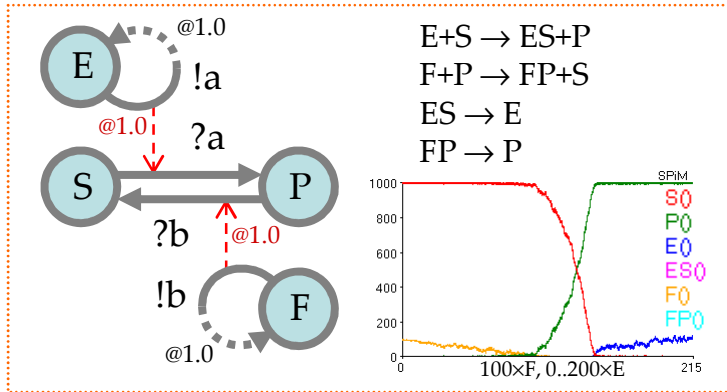 @1.0
E
!a
@1.0
?a
S
P
?b
@1.0
!b
F
@1.0
E+S → ES+P
F+P → FP+S
ES → E
FP → P
SPiM
1000
800
600
400
200
0
S()
P()
E()
ES()
F()
FP()
0
100×F, 0..200×E
215